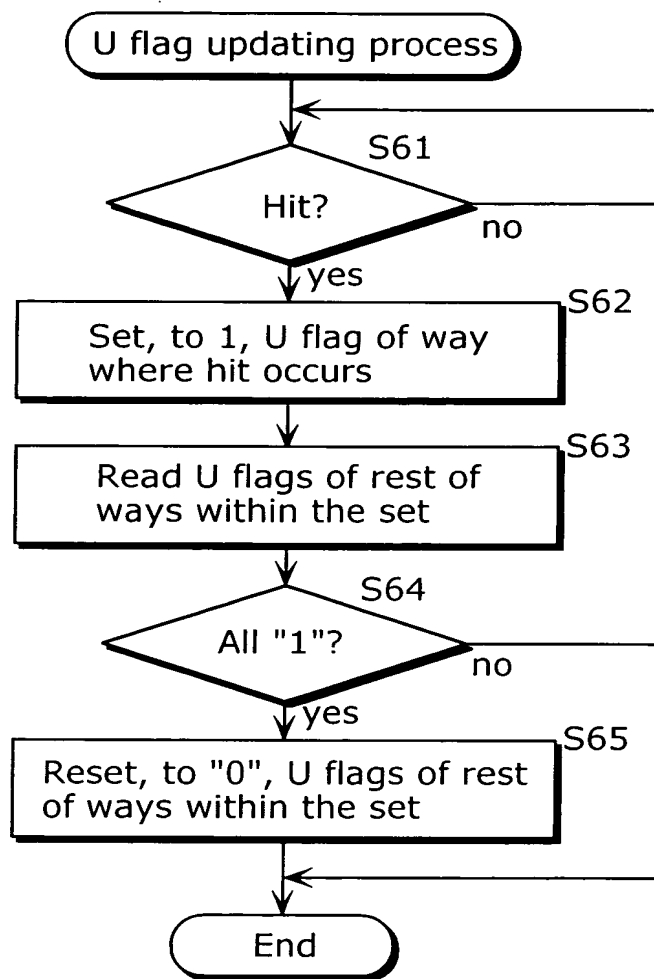 U flag updating process
S61
Hit?
no
yes
S62
Set, to 1, U flag of way
where hit occurs
S63
Read U flags of rest of
ways within the set
S64
All "1"?
no
yes
S65
Reset, to "0", U flags of rest
of ways within the set
End